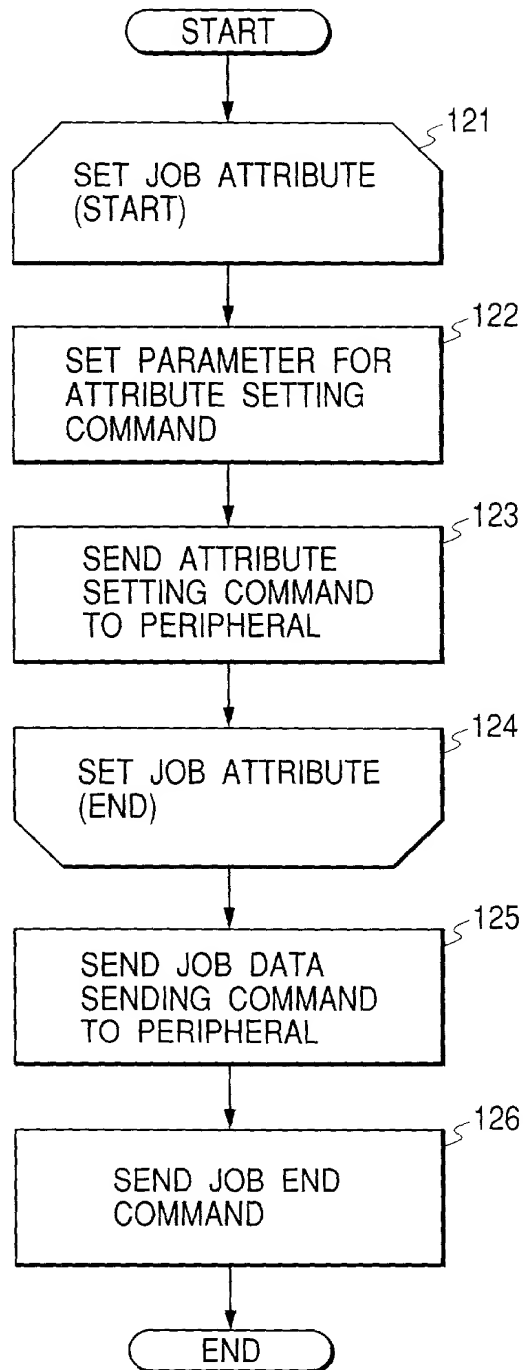 START
121
SET JOB ATTRIBUTE
(START)
122
SET PARAMETER FOR
ATTRIBUTE SETTING
COMMAND
123
SEND ATTRIBUTE
SETTING COMMAND
TO PERIPHERAL
124
SET JOB ATTRIBUTE
(END)
125
SEND JOB DATA
SENDING COMMAND
TO PERIPHERAL
126
SEND JOB END
COMMAND
END